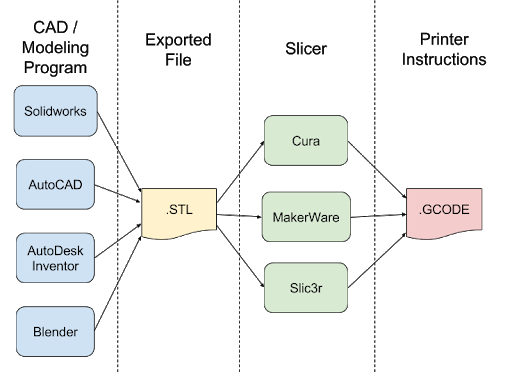 CAD /
Modeling
Program
Exported
File
Slicer
Printer
Instructions
Solidworks
AutoCAD
AutoDesk
Inventor
Blender
.STL
Cura
MakerWare
Slic3r
.GCODE